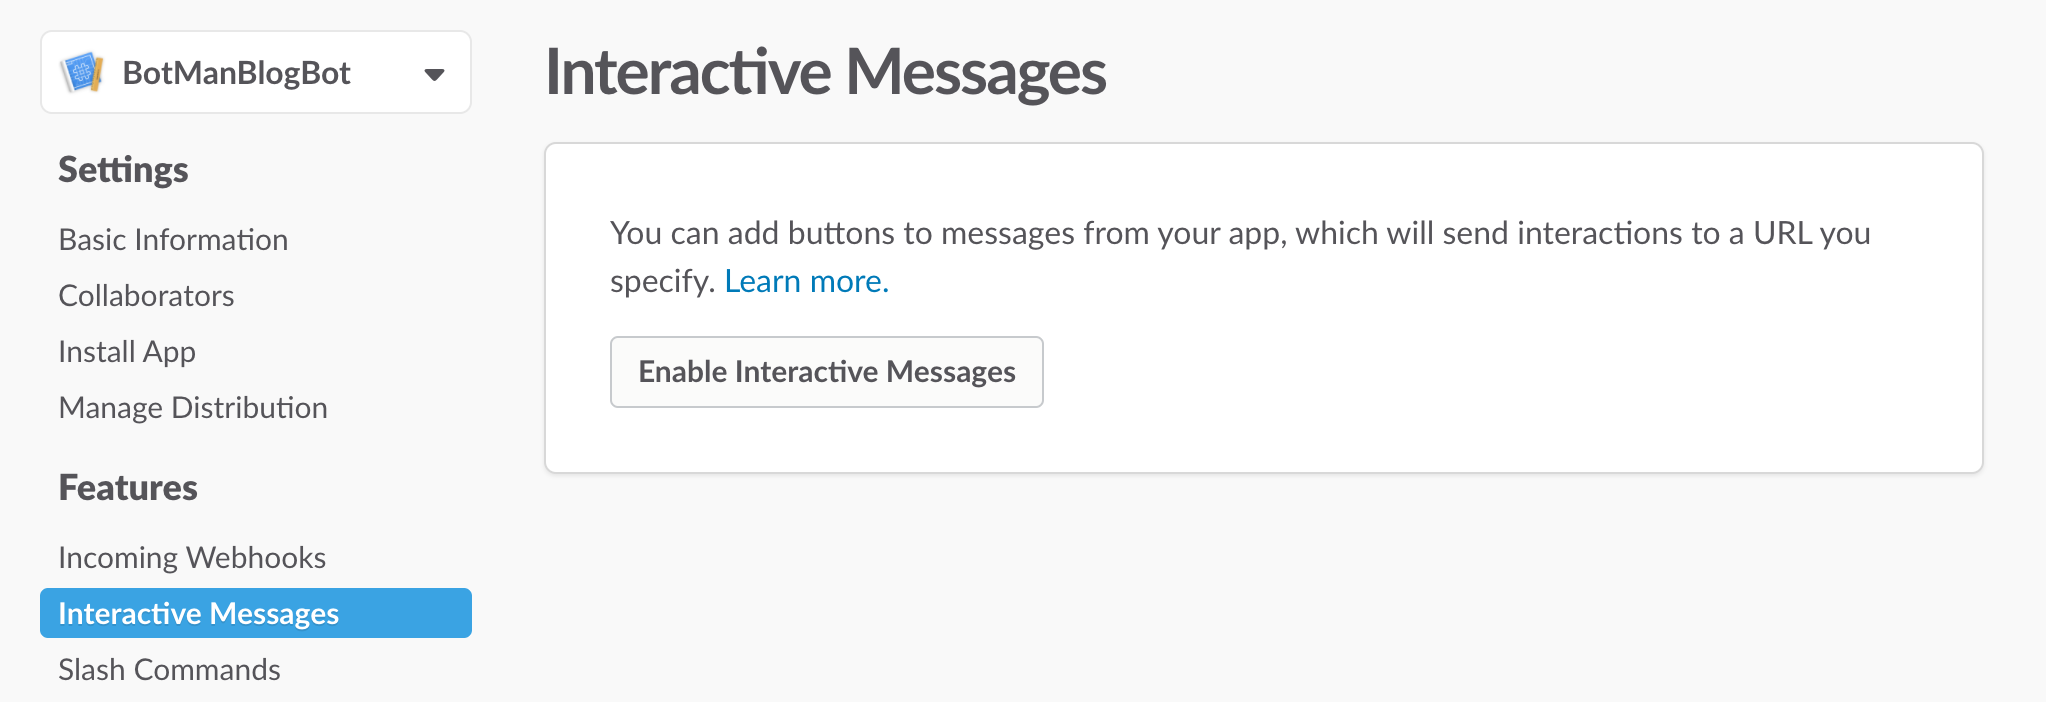 BotManBlogBot
Settings
Basic Information
Collaborators
Install App
Manage Distribution
Features
Incoming Webhooks
Interactive Messages
Slash Commands
Interactive Messages
You can add buttons to messages from your app, which will send interactions to a URL you
specify. Learn more.
Enable Interactive Messages